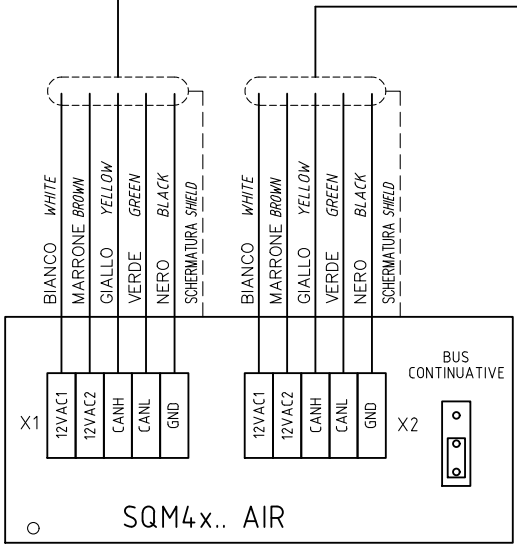 BIANCO WHITE
MARRONE BROWN
GIALLO YELLOW
VERDE GREEN
NERO BLACK
SCHERMATURA SHIELD
BIANCO WHITE
MARRONE BROWN
GIALLO YELLOW
VERDE GREEN
NERO BLACK
SCHERMATURA SHIELD
X1
12VAC1
12VAC2
CANH
CANL
GND
12VAC1
12VAC2
CANH
CANL
GND
X2
BUS
CONTINUATIVE
SQM4x.. AIR